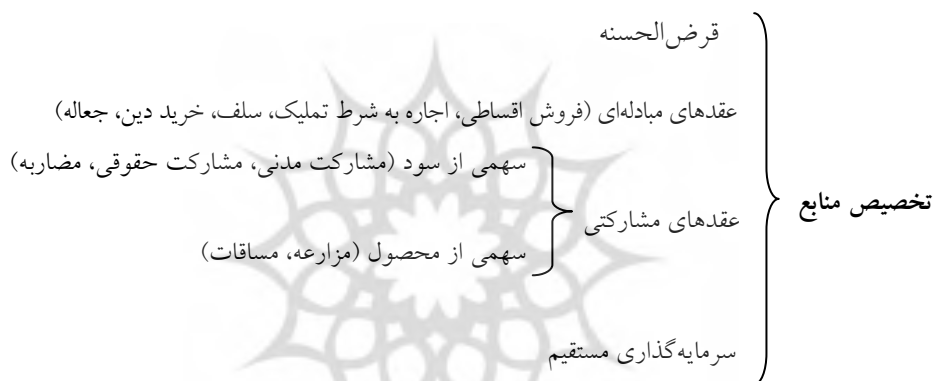 قرض‌الحسنه
عقدهای مبادله‌ای (فروش اقساطی، اجاره به شرط تملیک، سلف، خرید دین، جعاله)
سهمی از سود (مشارکت مدنی، مشارکت حقوقی، مضاربه)
تخصیص منابع
عقدهای مشارکتی
سهمی از محصول (مزارعه، مساقات)
سرمایه‌گذاری مستقیم